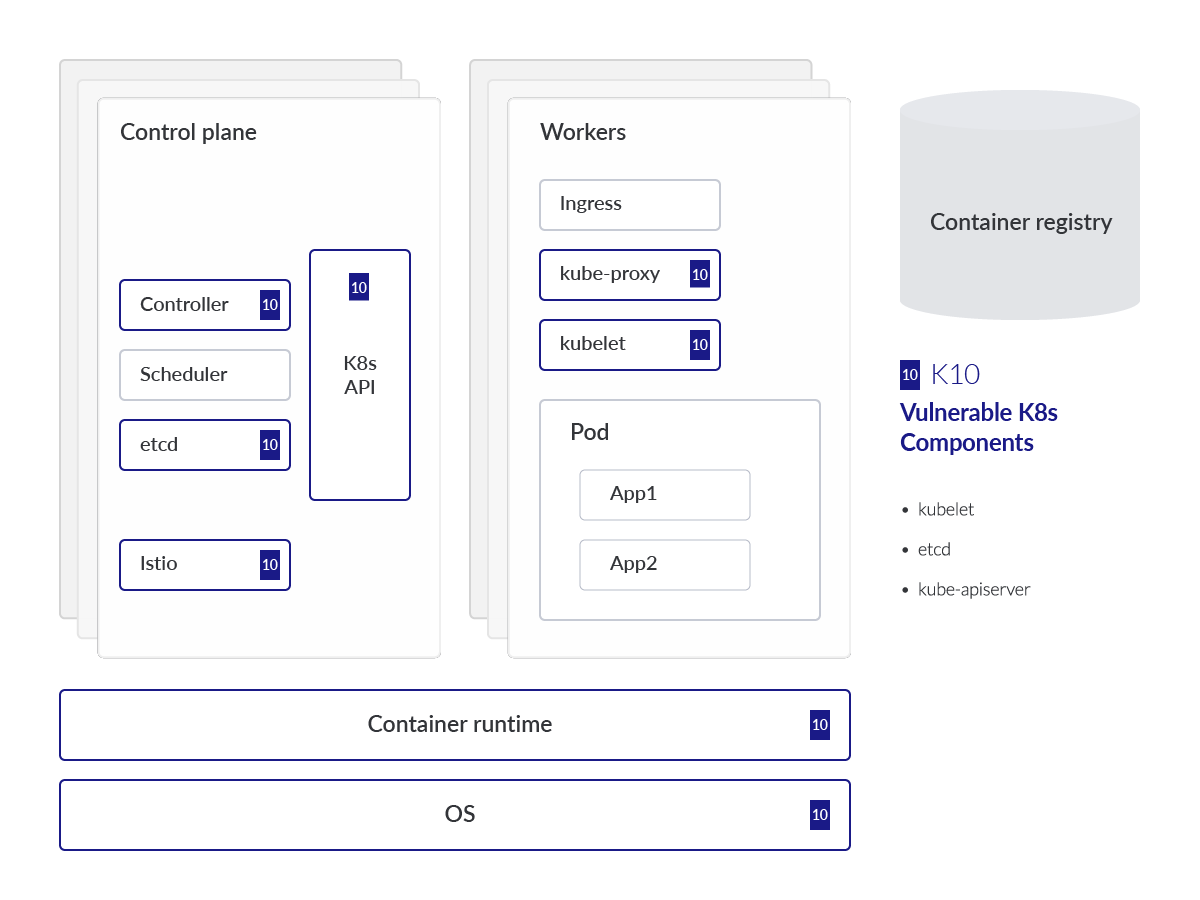 Control plane
Controller 10
Scheduler
etcd 10
Istio 10
10
K8s
API
Workers
Ingress
kube-proxy 10
kubelet 10
Pod
App1
App2
Container registry
10 K10
Vulnerable K8s
Components
• kubelet
• etcd
• kube-apiserver
Container runtime 10
OS 10